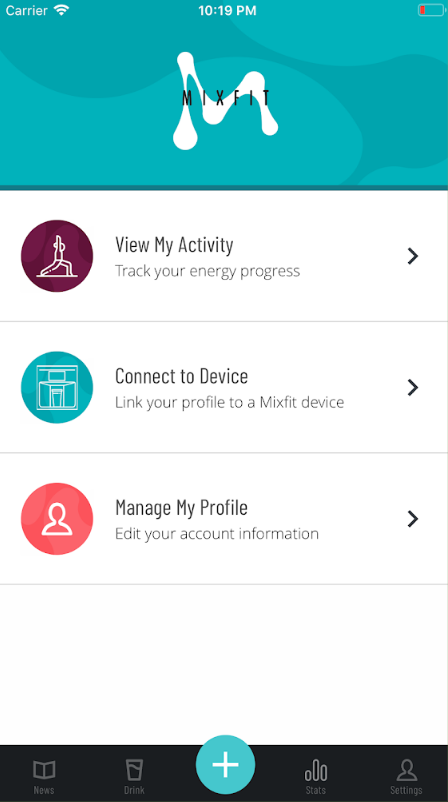 Carrier 10:19 PM
MIXFIT
View My Activity
Track your energy progress
Connect to Device
Link your profile to a Mixfit device
Manage My Profile
Edit your account information
News Drink Stats Settings